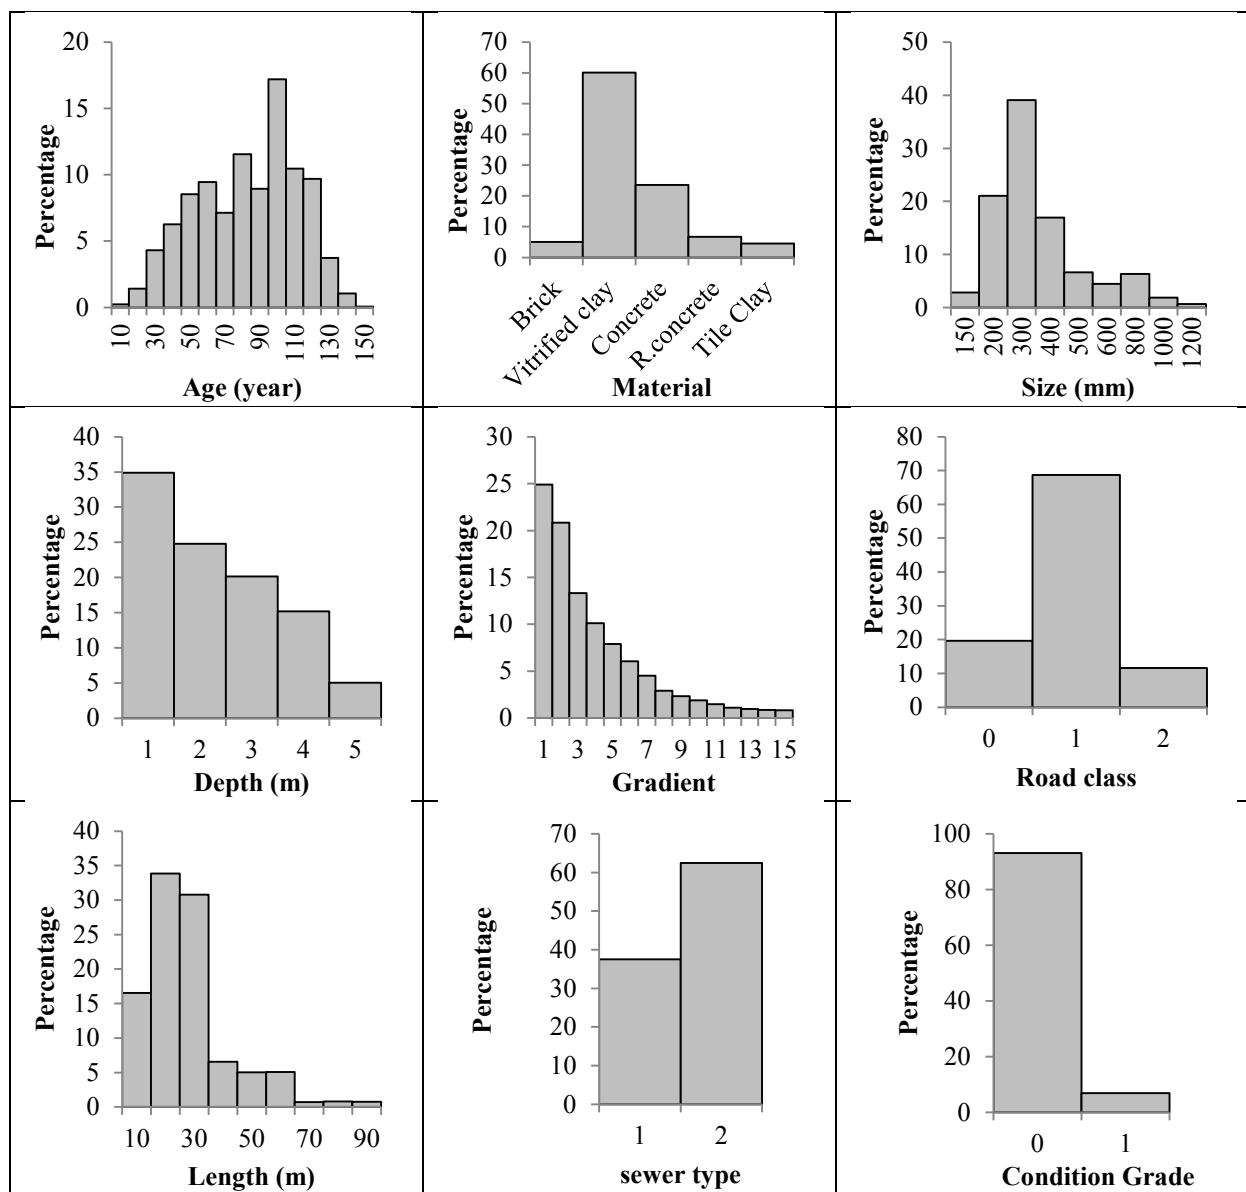 Percentage
20
15
10
5
0
10 30 50 70 90 110 130 150
Age (year)
Percentage
70
60
50
40
30
20
10
0
Brick
Vitrified clay
Concrete
R.concrete
Tile Clay
Material
Percentage
50
40
30
20
10
0
150 200 300 400 500 600 800 1000 1200
Size (mm)
Percentage
40
35
30
25
20
15
10
5
0
1 2 3 4 5
Depth (m)
Percentage
30
25
20
15
10
5
0
1 3 5 7 9 11 13 15
Gradient
Percentage
80
70
60
50
40
30
20
10
0
0 1 2
Road class
Percentage
40
35
30
25
20
15
10
5
0
10 30 50 70 90
Length (m)
Percentage
70
60
50
40
30
20
10
0
1 2
sewer type
Percentage
100
80
60
40
20
0
0 1
Condition Grade